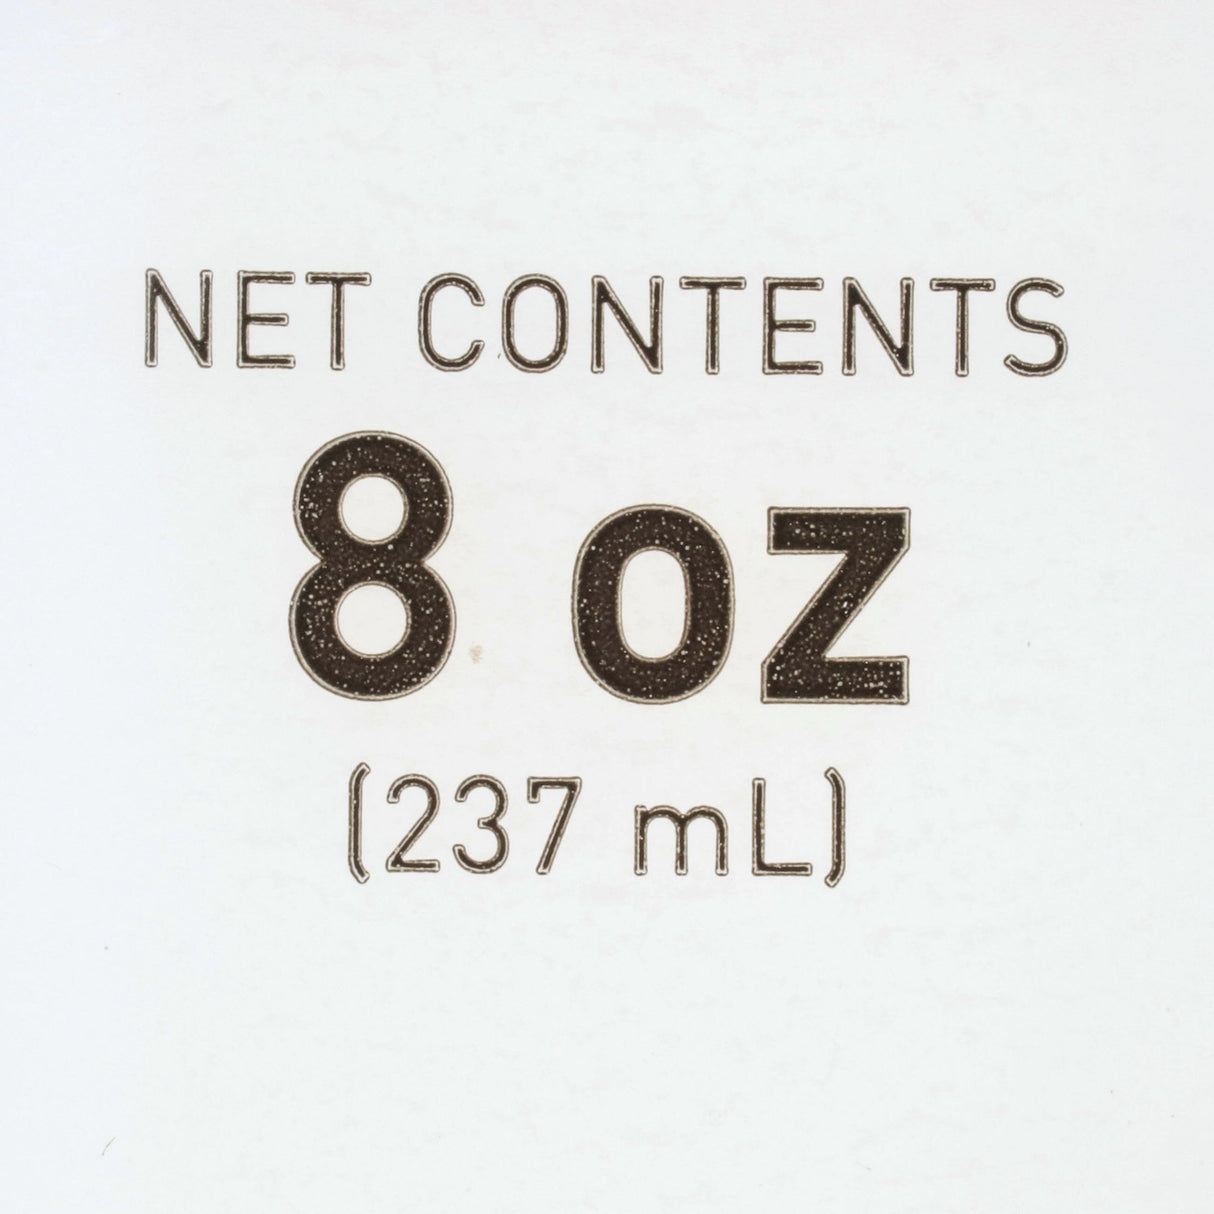 NET CONTENTS
8 oz
(237 mL)